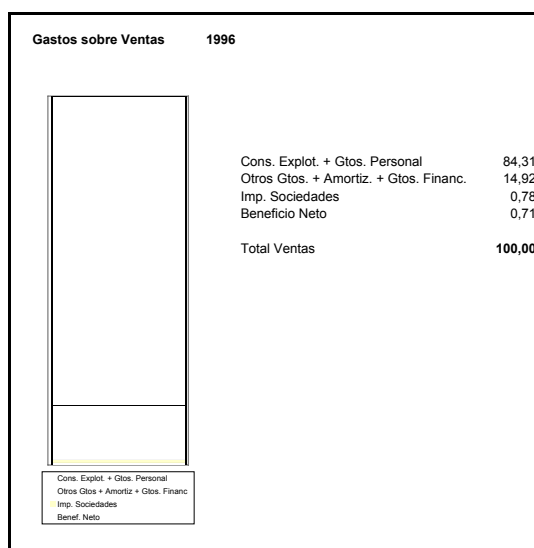 Gastos sobre Ventas 1996
Cons. Explot. + Gtos. Personal 84,31
Otros Gtos. + Amortiz. + Gtos. Financ. 14,92
Imp. Sociedades 0,78
Beneficio Neto 0,71
Total Ventas 100,00
Cons. Explot. + Gtos. Personal
Otros Gtos + Amortiz + Gtos. Financ
Imp. Sociedades
Benef. Neto